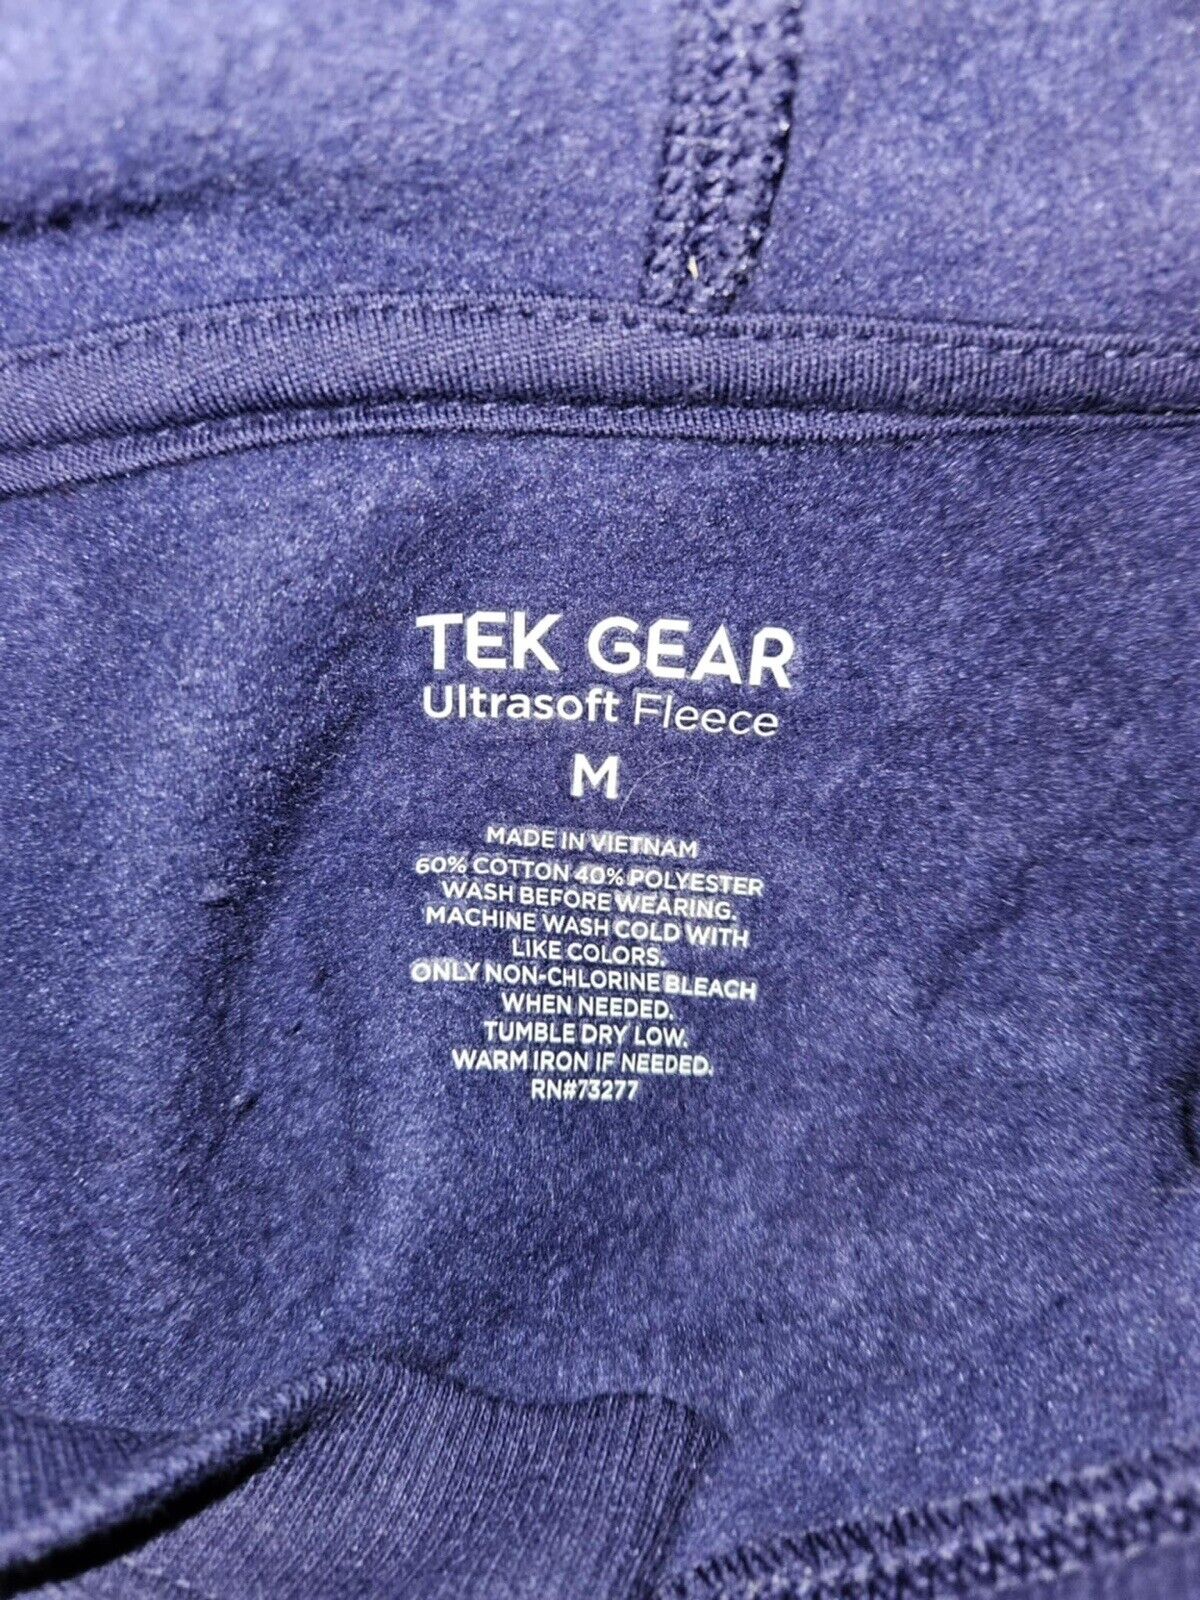 TEK GEAR
Ultrasoft Fleece
M
MADE IN VIETNAM
60% COTTON 40% POLYESTER
WASH BEFORE WEARING.
MACHINE WASH COLD WITH
LIKE COLORS.
ONLY NON-CHLORINE BLEACH
WHEN NEEDED.
TUMBLE DRY LOW.
WARM IRON IF NEEDED.
RN#73277